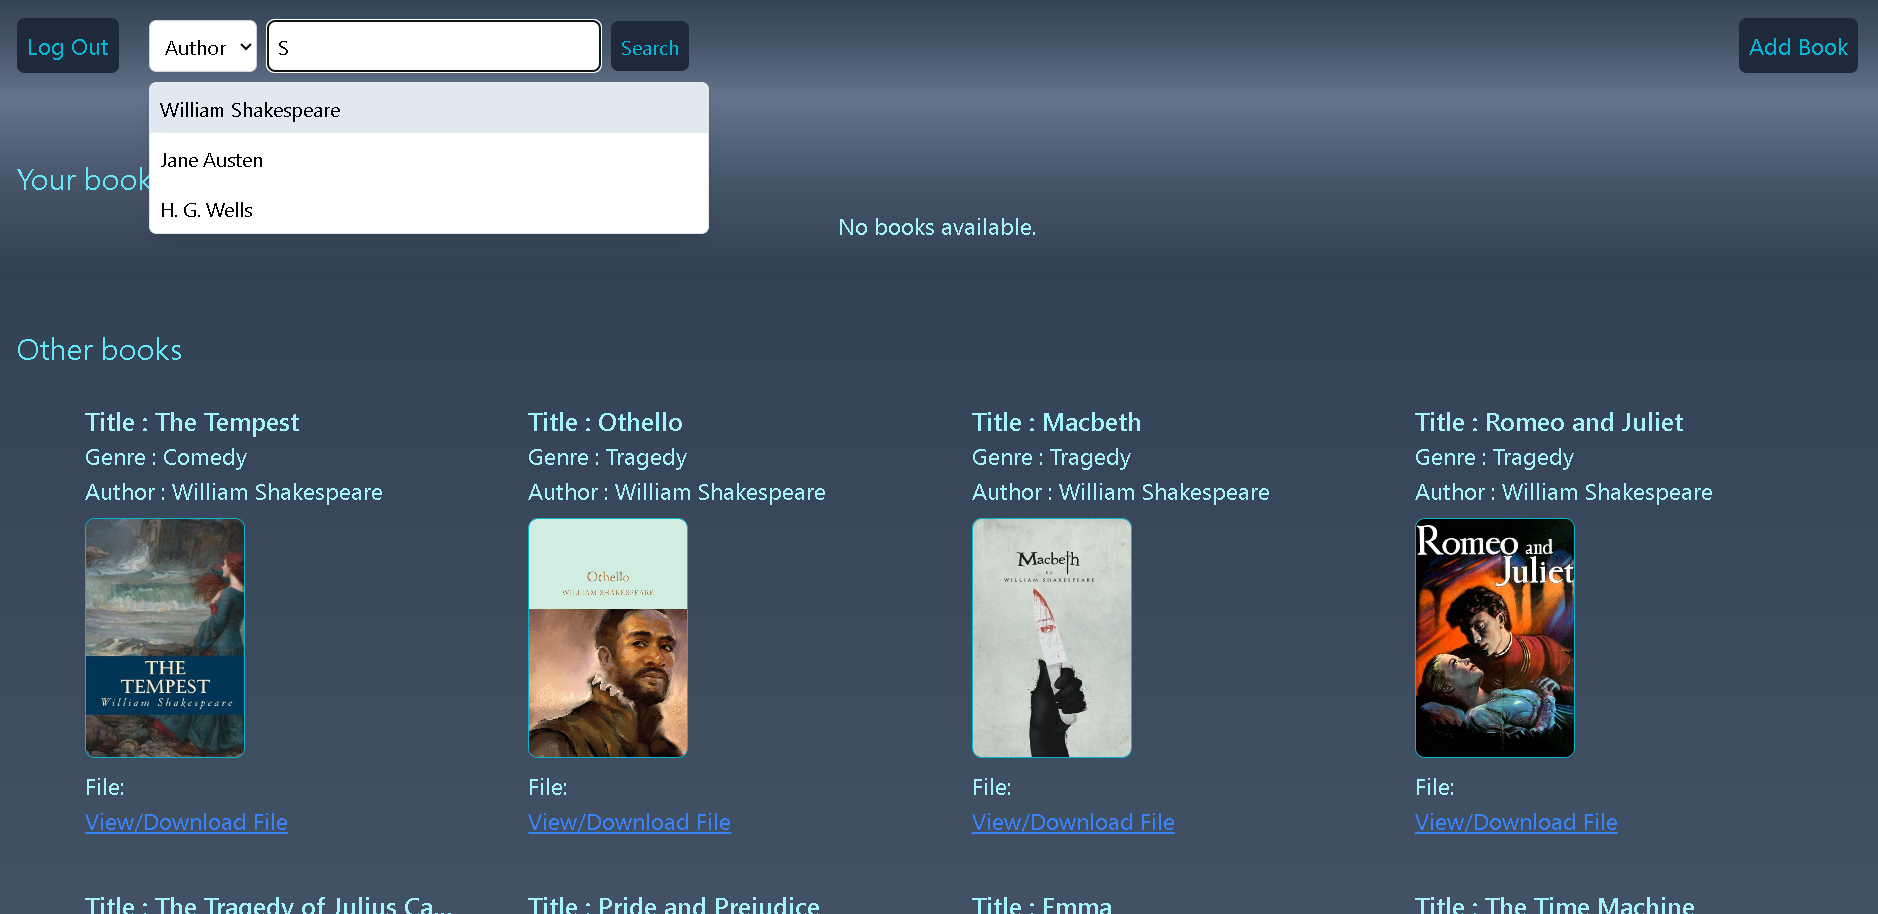 Log Out
Author
S
Search
Add Book
William Shakespeare
Jane Austen
H. G. Wells
Your book
No books available.
Other books
Title : The Tempest
Genre : Comedy
Author : William Shakespeare
THE
TEMPEST
William Shakespeare
File:
View/Download File
Title : Othello
Genre : Tragedy
Author : William Shakespeare
Othello
WILLIAM SHAKESPEARE
File:
View/Download File
Title : Macbeth
Genre : Tragedy
Author : William Shakespeare
Macbeth
by
WILLIAM SHAKESPEARE
File:
View/Download File
Title : Romeo and Juliet
Genre : Tragedy
Author : William Shakespeare
Romeo and
Juliet
File:
View/Download File
Title : The Tragedy of Julius Ca...
Title : Pride and Prejudice
Title : Emma
Title : The Time Machine